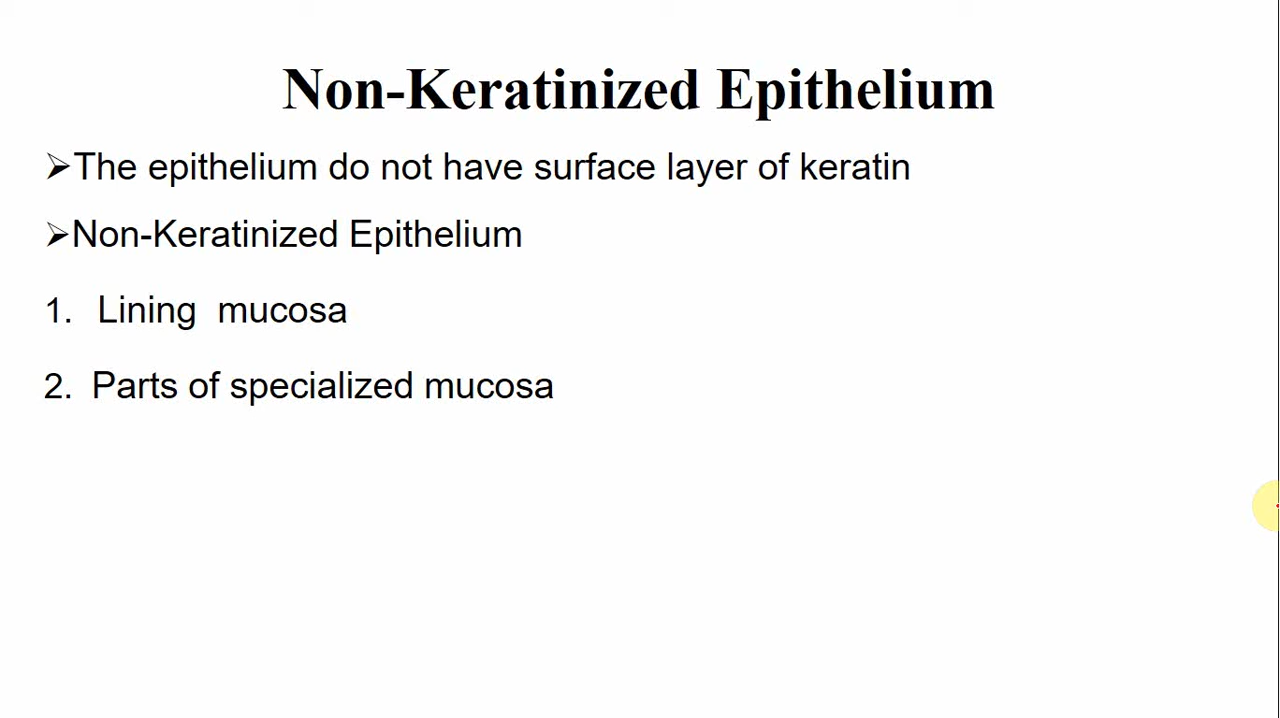 Non-Keratinized Epithelium
➢The epithelium do not have surface layer of keratin
➢Non-Keratinized Epithelium
1. Lining mucosa
2. Parts of specialized mucosa